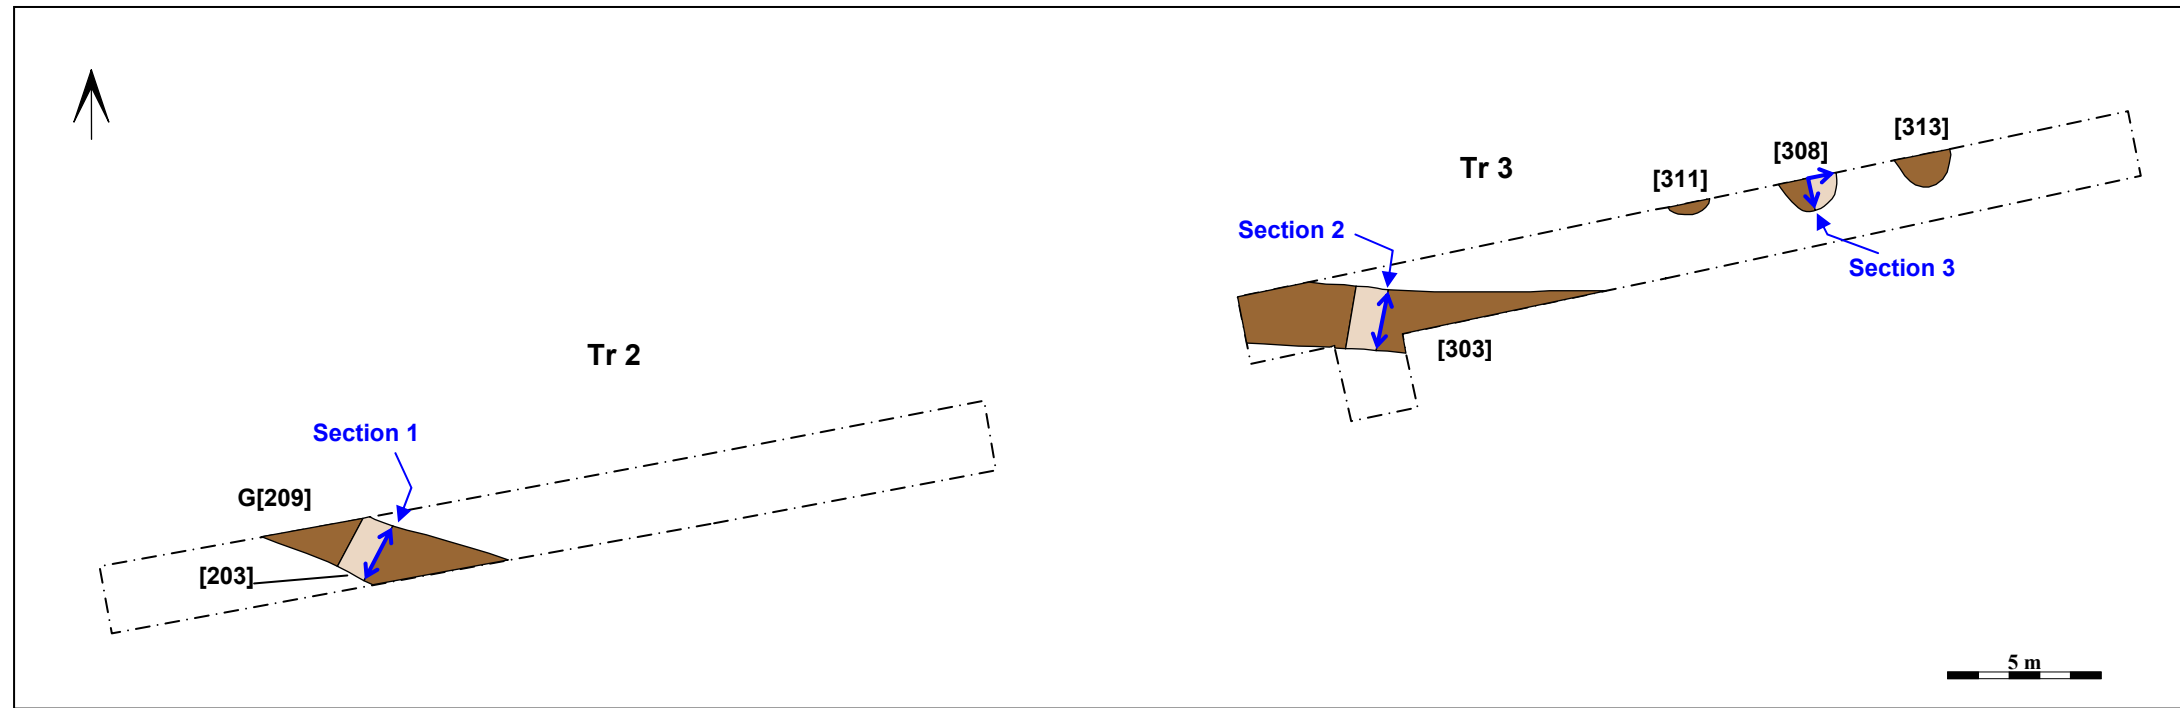 [313]
[308]
Tr 3
[311]
Section 2
Section 3
[303]
Tr 2
Section 1
G[209]
[203]
5 m